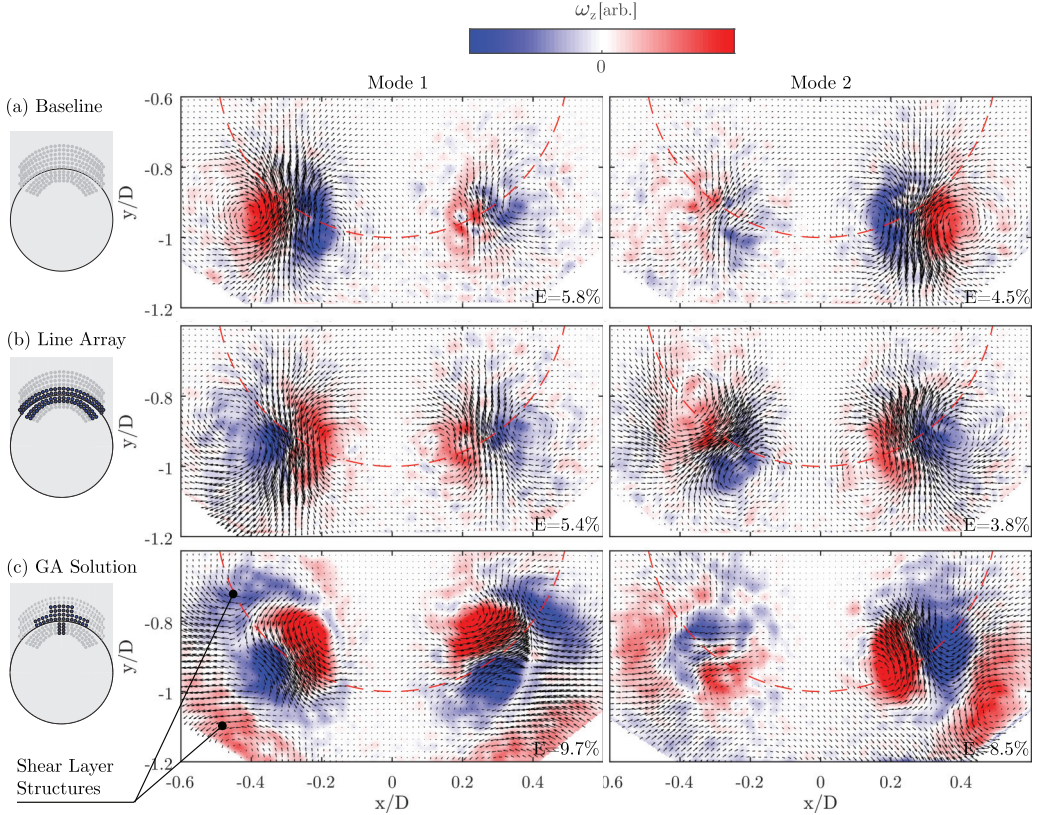 ω_z[arb.]
0
Mode 1
Mode 2
(a) Baseline
-0.6
-0.8
-1
-1.2
y/D
E=5.8%
E=4.5%
(b) Line Array
-0.8
-1
-1.2
y/D
E=5.4%
E=3.8%
(c) GA Solution
-0.8
-1
-1.2
y/D
E=9.7%
E=8.5%
Shear Layer
Structures
-0.6 -0.4 -0.2 0 0.2 0.4
x/D
-0.4 -0.2 0 0.2 0.4
x/D